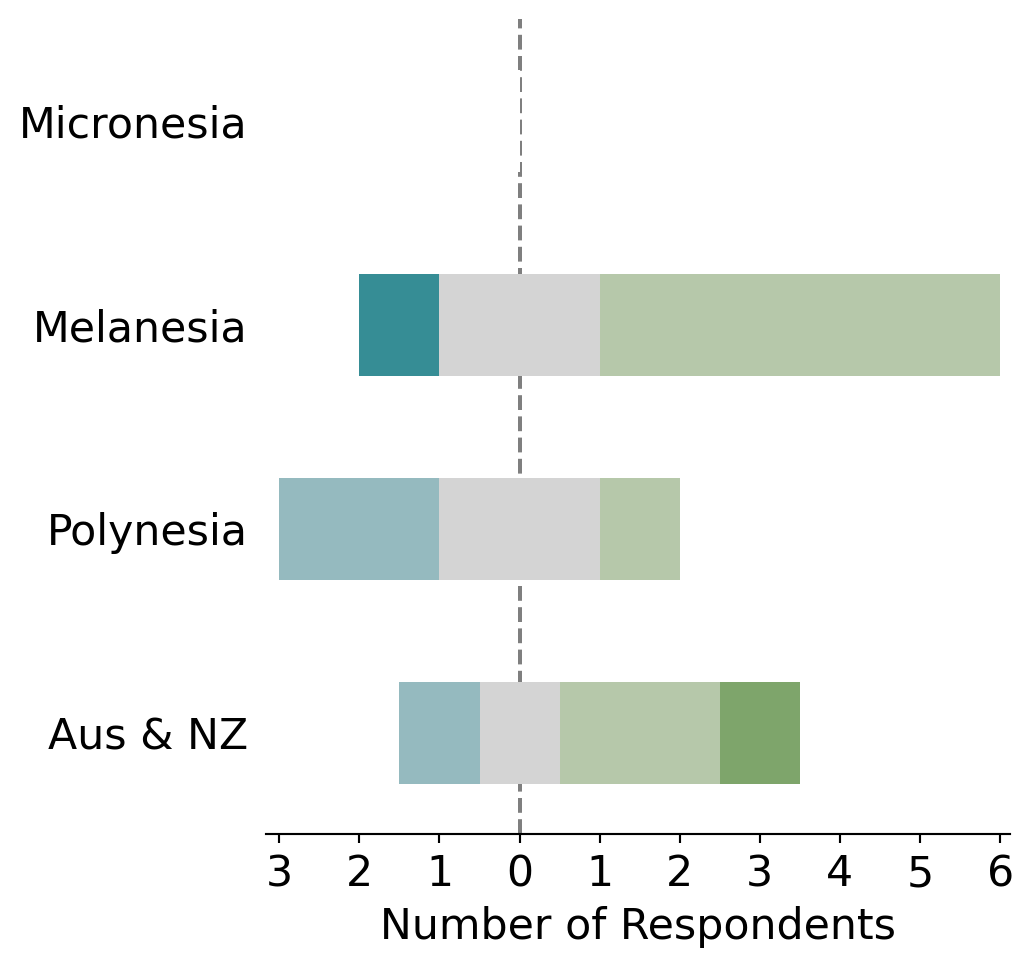 Micronesia
Melanesia
Polynesia
Aus & NZ
3 2 1 0 1 2 3 4 5 6
Number of Respondents